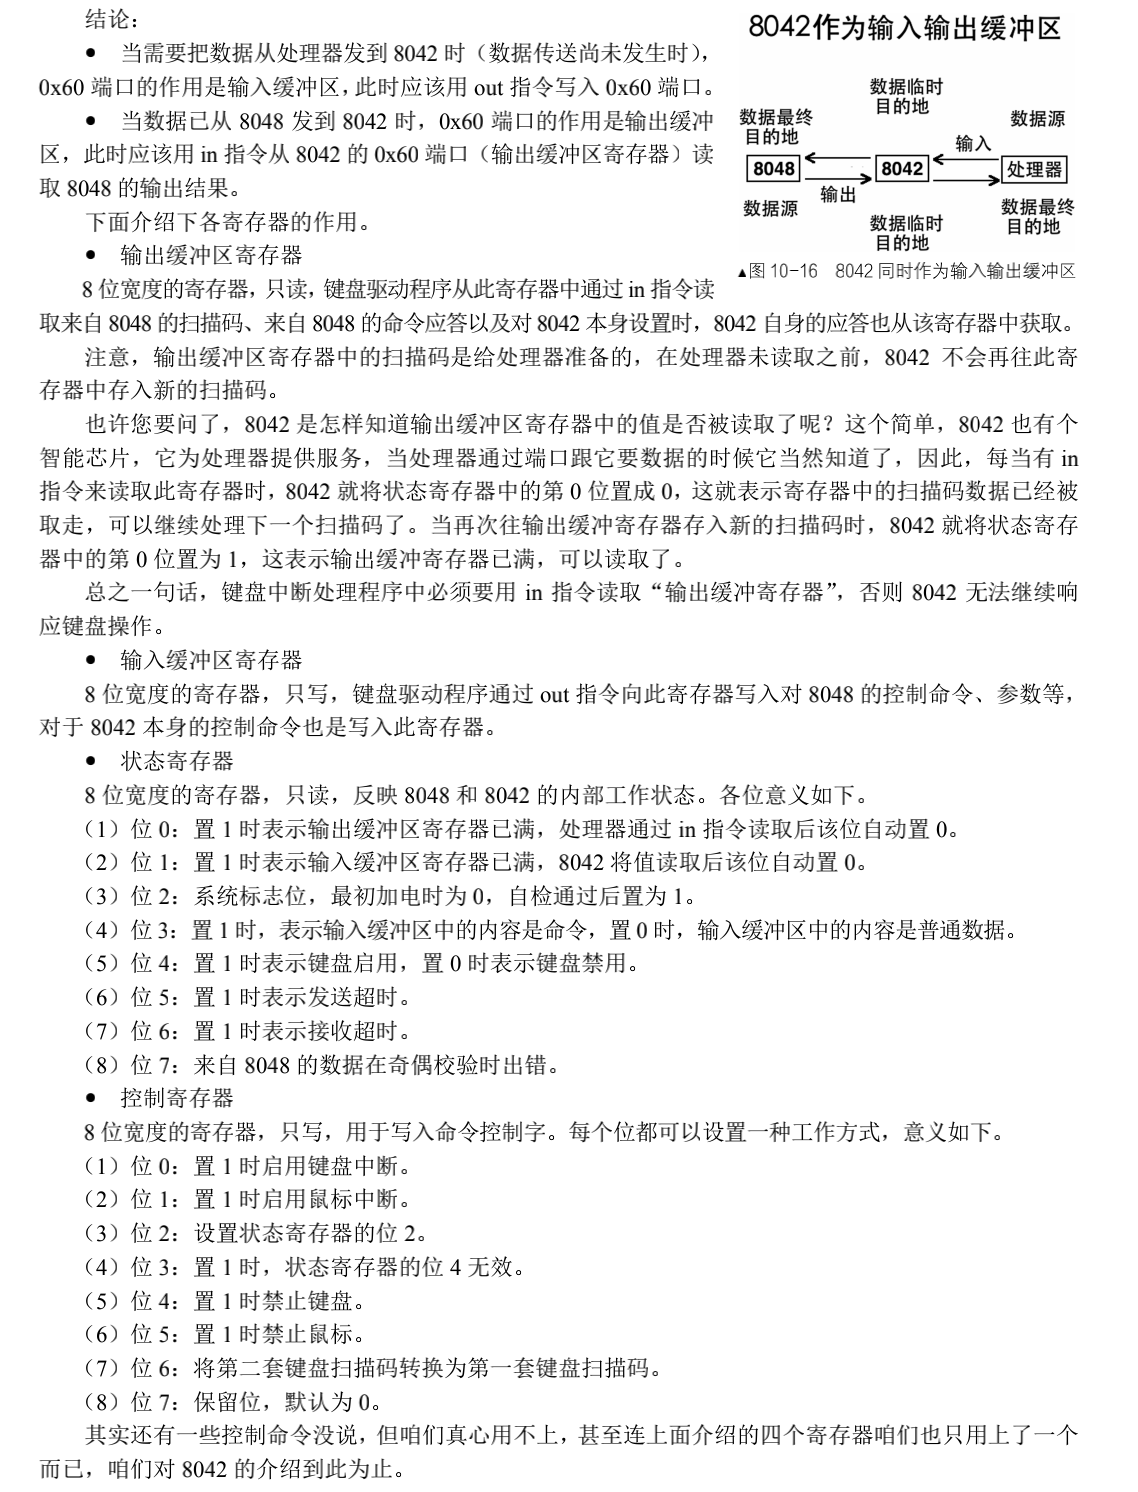 结论：
● 当需要把数据从处理器发到 8042 时（数据传送尚未发生时），
0x60 端口的作用是输入缓冲区，此时应该用 out 指令写入 0x60 端口。
● 当数据已从 8048 发到 8042 时，0x60 端口的作用是输出缓冲
区，此时应该用 in 指令从 8042 的 0x60 端口（输出缓冲区寄存器）读
取 8048 的输出结果。
下面介绍下各寄存器的作用。
● 输出缓冲区寄存器
8 位宽度的寄存器，只读，键盘驱动程序从此寄存器中通过 in 指令读
8042作为输入输出缓冲区
数据临时
目的地
数据最终
目的地
数据源
输入
8048
8042
处理器
输出
数据源
数据最终
目的地
数据临时
目的地
▲图 10-16 8042 同时作为输入输出缓冲区
取来自 8048 的扫描码、来自 8048 的命令应答以及对 8042 本身设置时，8042 自身的应答也从该寄存器中获取。
注意，输出缓冲区寄存器中的扫描码是给处理器准备的，在处理器未读取之前，8042 不会再往此寄
存器中存入新的扫描码。
也许您要问了，8042 是怎样知道输出缓冲区寄存器中的值是否被读取了呢？这个简单，8042 也有个
智能芯片，它为处理器提供服务，当处理器通过端口跟它要数据的时候它当然知道了，因此，每当有 in
指令来读取此寄存器时，8042 就将状态寄存器中的第 0 位置成 0，这就表示寄存器中的扫描码数据已经被
取走，可以继续处理下一个扫描码了。当再次往输出缓冲寄存器存入新的扫描码时，8042 就将状态寄存
器中的第 0 位置为 1，这表示输出缓冲寄存器已满，可以读取了。
总之一句话，键盘中断处理程序中必须要用 in 指令读取“输出缓冲寄存器”，否则 8042 无法继续响
应键盘操作。
● 输入缓冲区寄存器
8 位宽度的寄存器，只写，键盘驱动程序通过 out 指令向此寄存器写入对 8048 的控制命令、参数等，
对于 8042 本身的控制命令也是写入此寄存器。
● 状态寄存器
8 位宽度的寄存器，只读，反映 8048 和 8042 的内部工作状态。各位意义如下。
（1）位 0：置 1 时表示输出缓冲区寄存器已满，处理器通过 in 指令读取后该位自动置 0。
（2）位 1：置 1 时表示输入缓冲区寄存器已满，8042 将值读取后该位自动置 0。
（3）位 2：系统标志位，最初加电时为 0，自检通过后置为 1。
（4）位 3：置 1 时，表示输入缓冲区中的内容是命令，置 0 时，输入缓冲区中的内容是普通数据。
（5）位 4：置 1 时表示键盘启用，置 0 时表示键盘禁用。
（6）位 5：置 1 时表示发送超时。
（7）位 6：置 1 时表示接收超时。
（8）位 7：来自 8048 的数据在奇偶校验时出错。
● 控制寄存器
8 位宽度的寄存器，只写，用于写入命令控制字。每个位都可以设置一种工作方式，意义如下。
（1）位 0：置 1 时启用键盘中断。
（2）位 1：置 1 时启用鼠标中断。
（3）位 2：设置状态寄存器的位 2。
（4）位 3：置 1 时，状态寄存器的位 4 无效。
（5）位 4：置 1 时禁止键盘。
（6）位 5：置 1 时禁止鼠标。
（7）位 6：将第二套键盘扫描码转换为第一套键盘扫描码。
（8）位 7：保留位，默认为 0。
其实还有一些控制命令没说，但咱们真心用不上，甚至连上面介绍的四个寄存器咱们也只用上了一个
而已，咱们对 8042 的介绍到此为止。